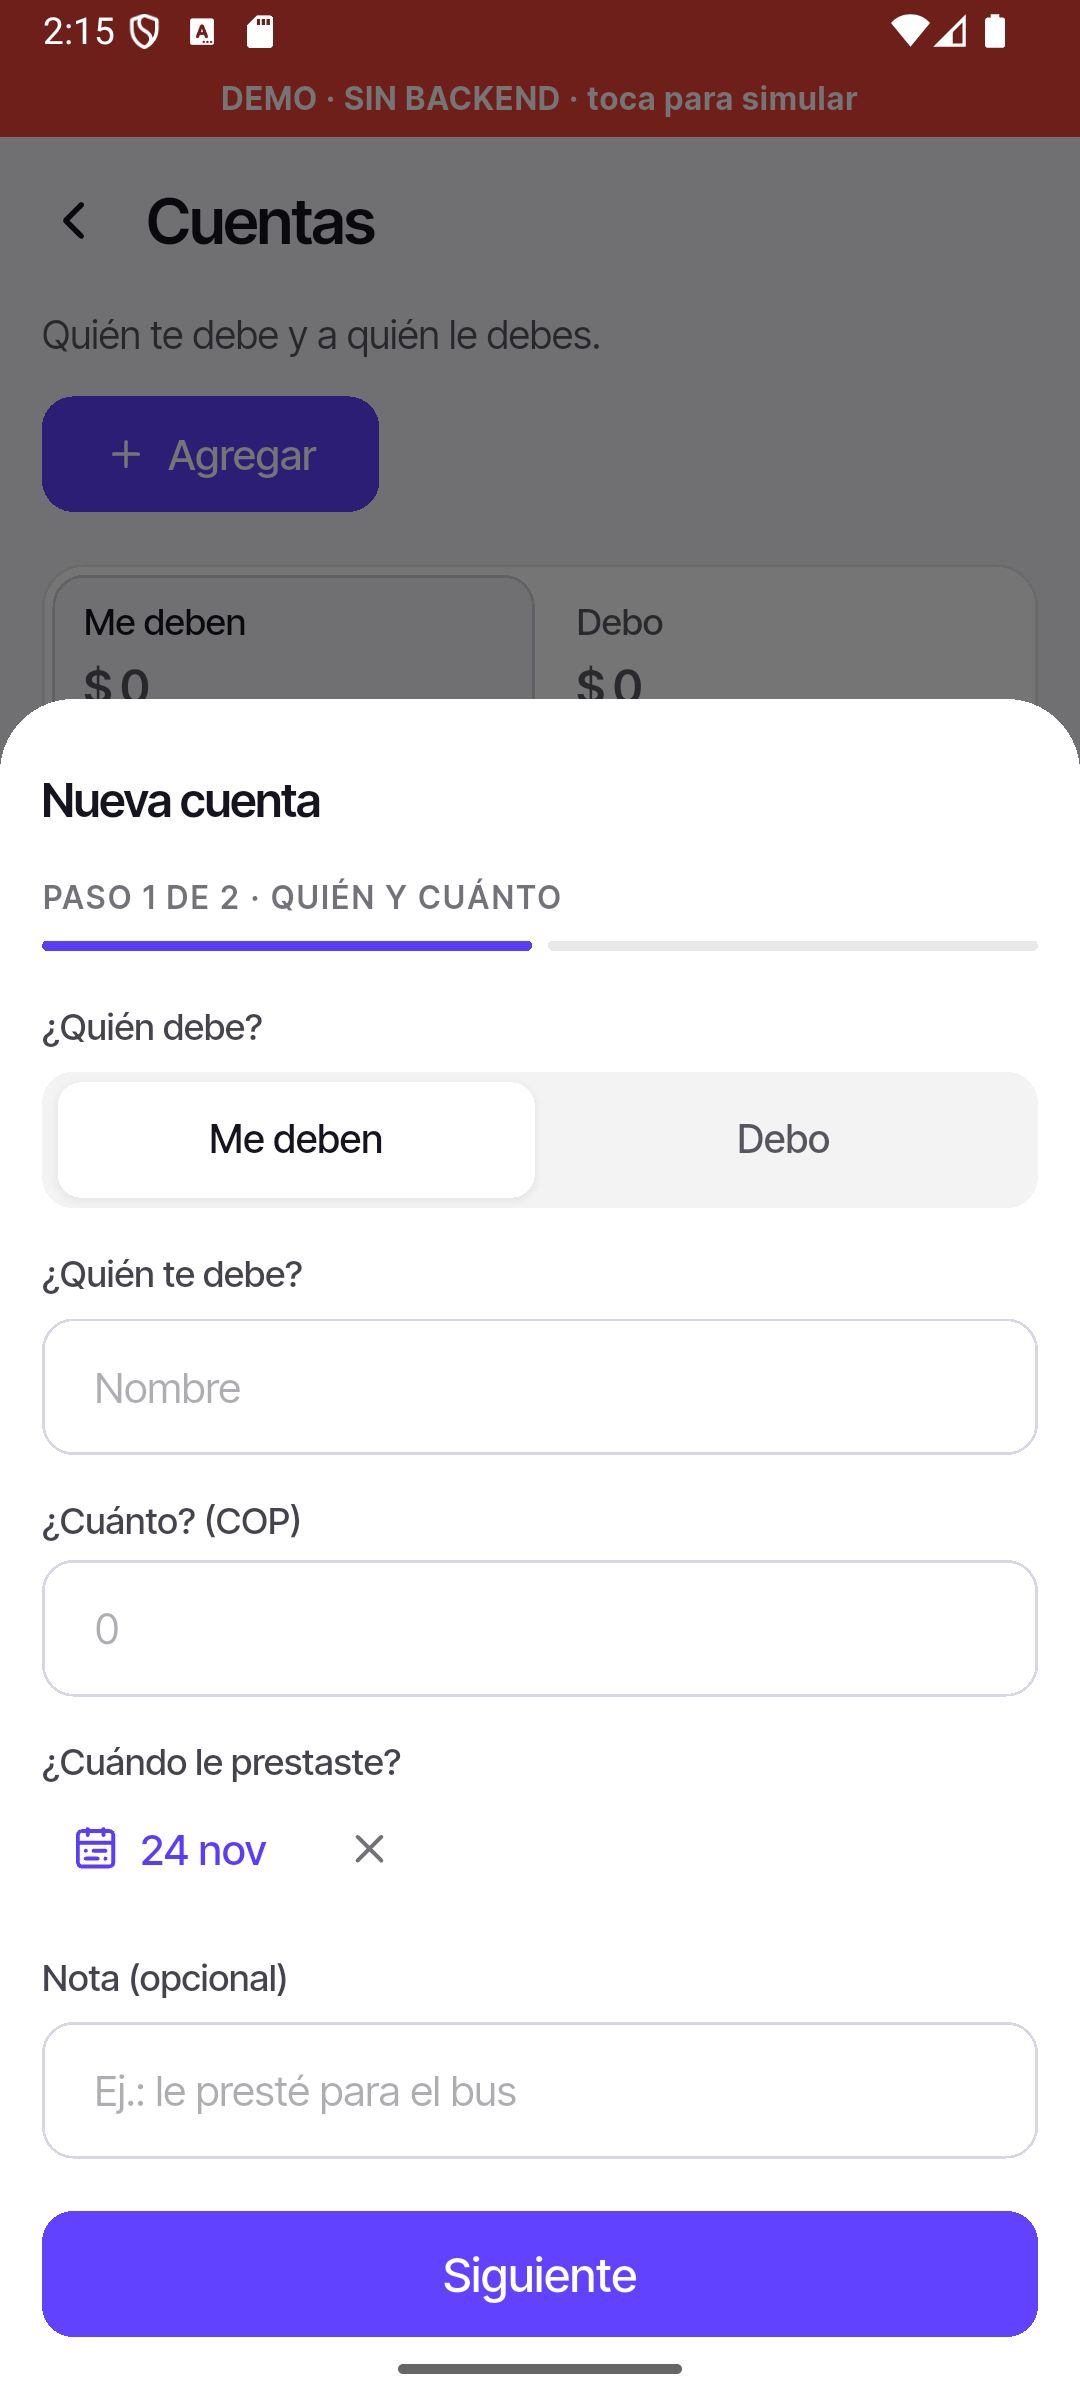 2:15
DEMO · SIN BACKEND · toca para simular
Cuentas
Quién te debe y a quién le debes.
+ Agregar
Me deben
Debo
$ 0
$ 0
Nueva cuenta
PASO 1 DE 2 · QUIÉN Y CUÁNTO
¿Quién debe?
Me deben
Debo
¿Quién te debe?
Nombre
¿Cuánto? (COP)
0
¿Cuándo le prestaste?
24 nov
Nota (opcional)
Ej.: le presté para el bus
Siguiente